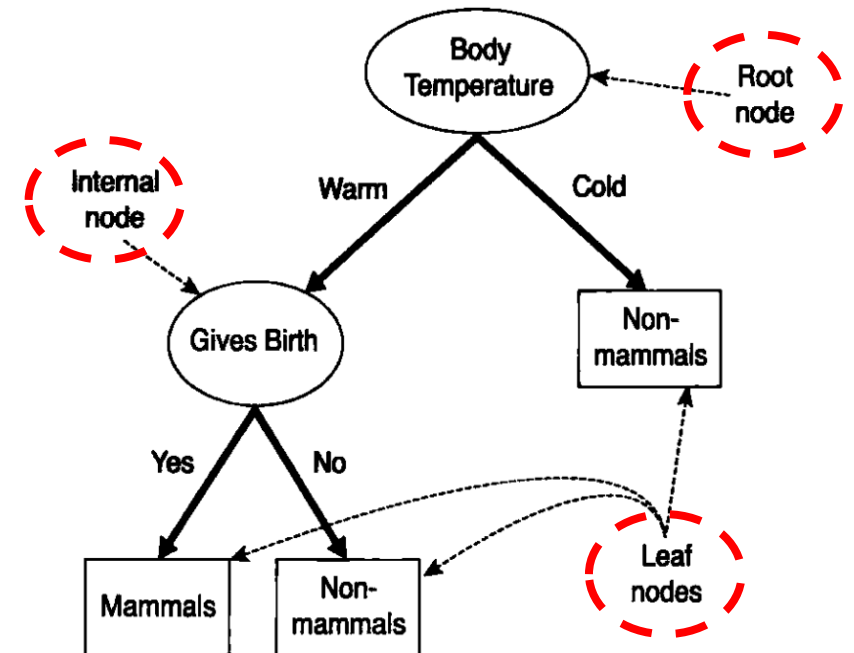 Body
Temperature
Root
node
Internal
node
Warm
Cold
Gives Birth
Non-
mammals
Yes
No
Mammals
Non-
mammals
Leaf
nodes